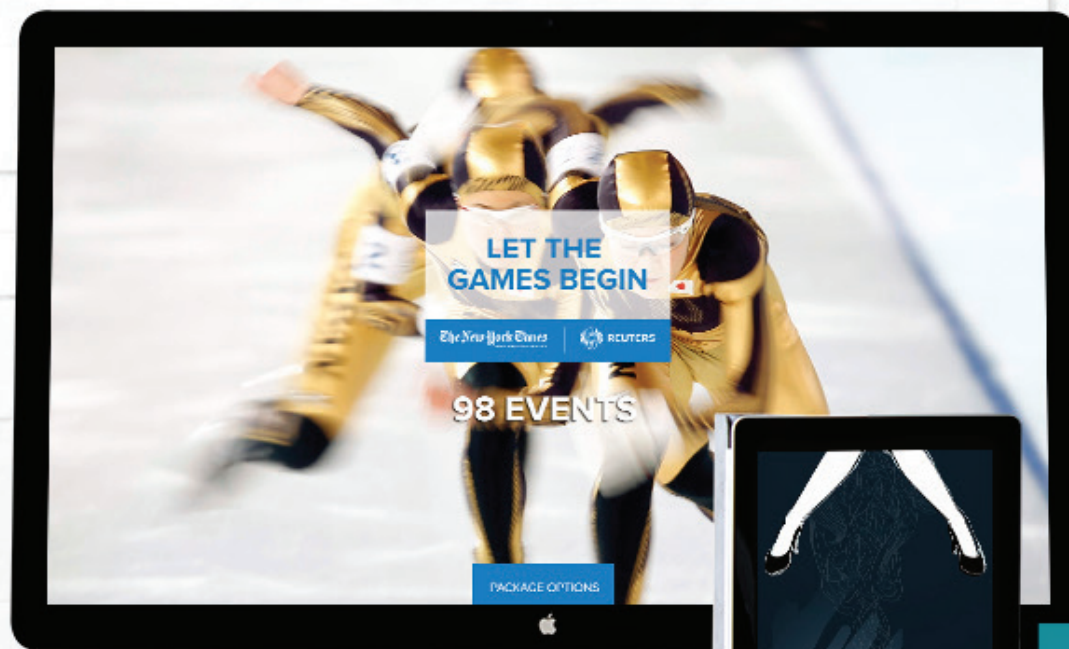 LET THE
GAMES BEGIN
The New York Times
REUTERS
98 EVENTS
PACKAGE OPTIONS